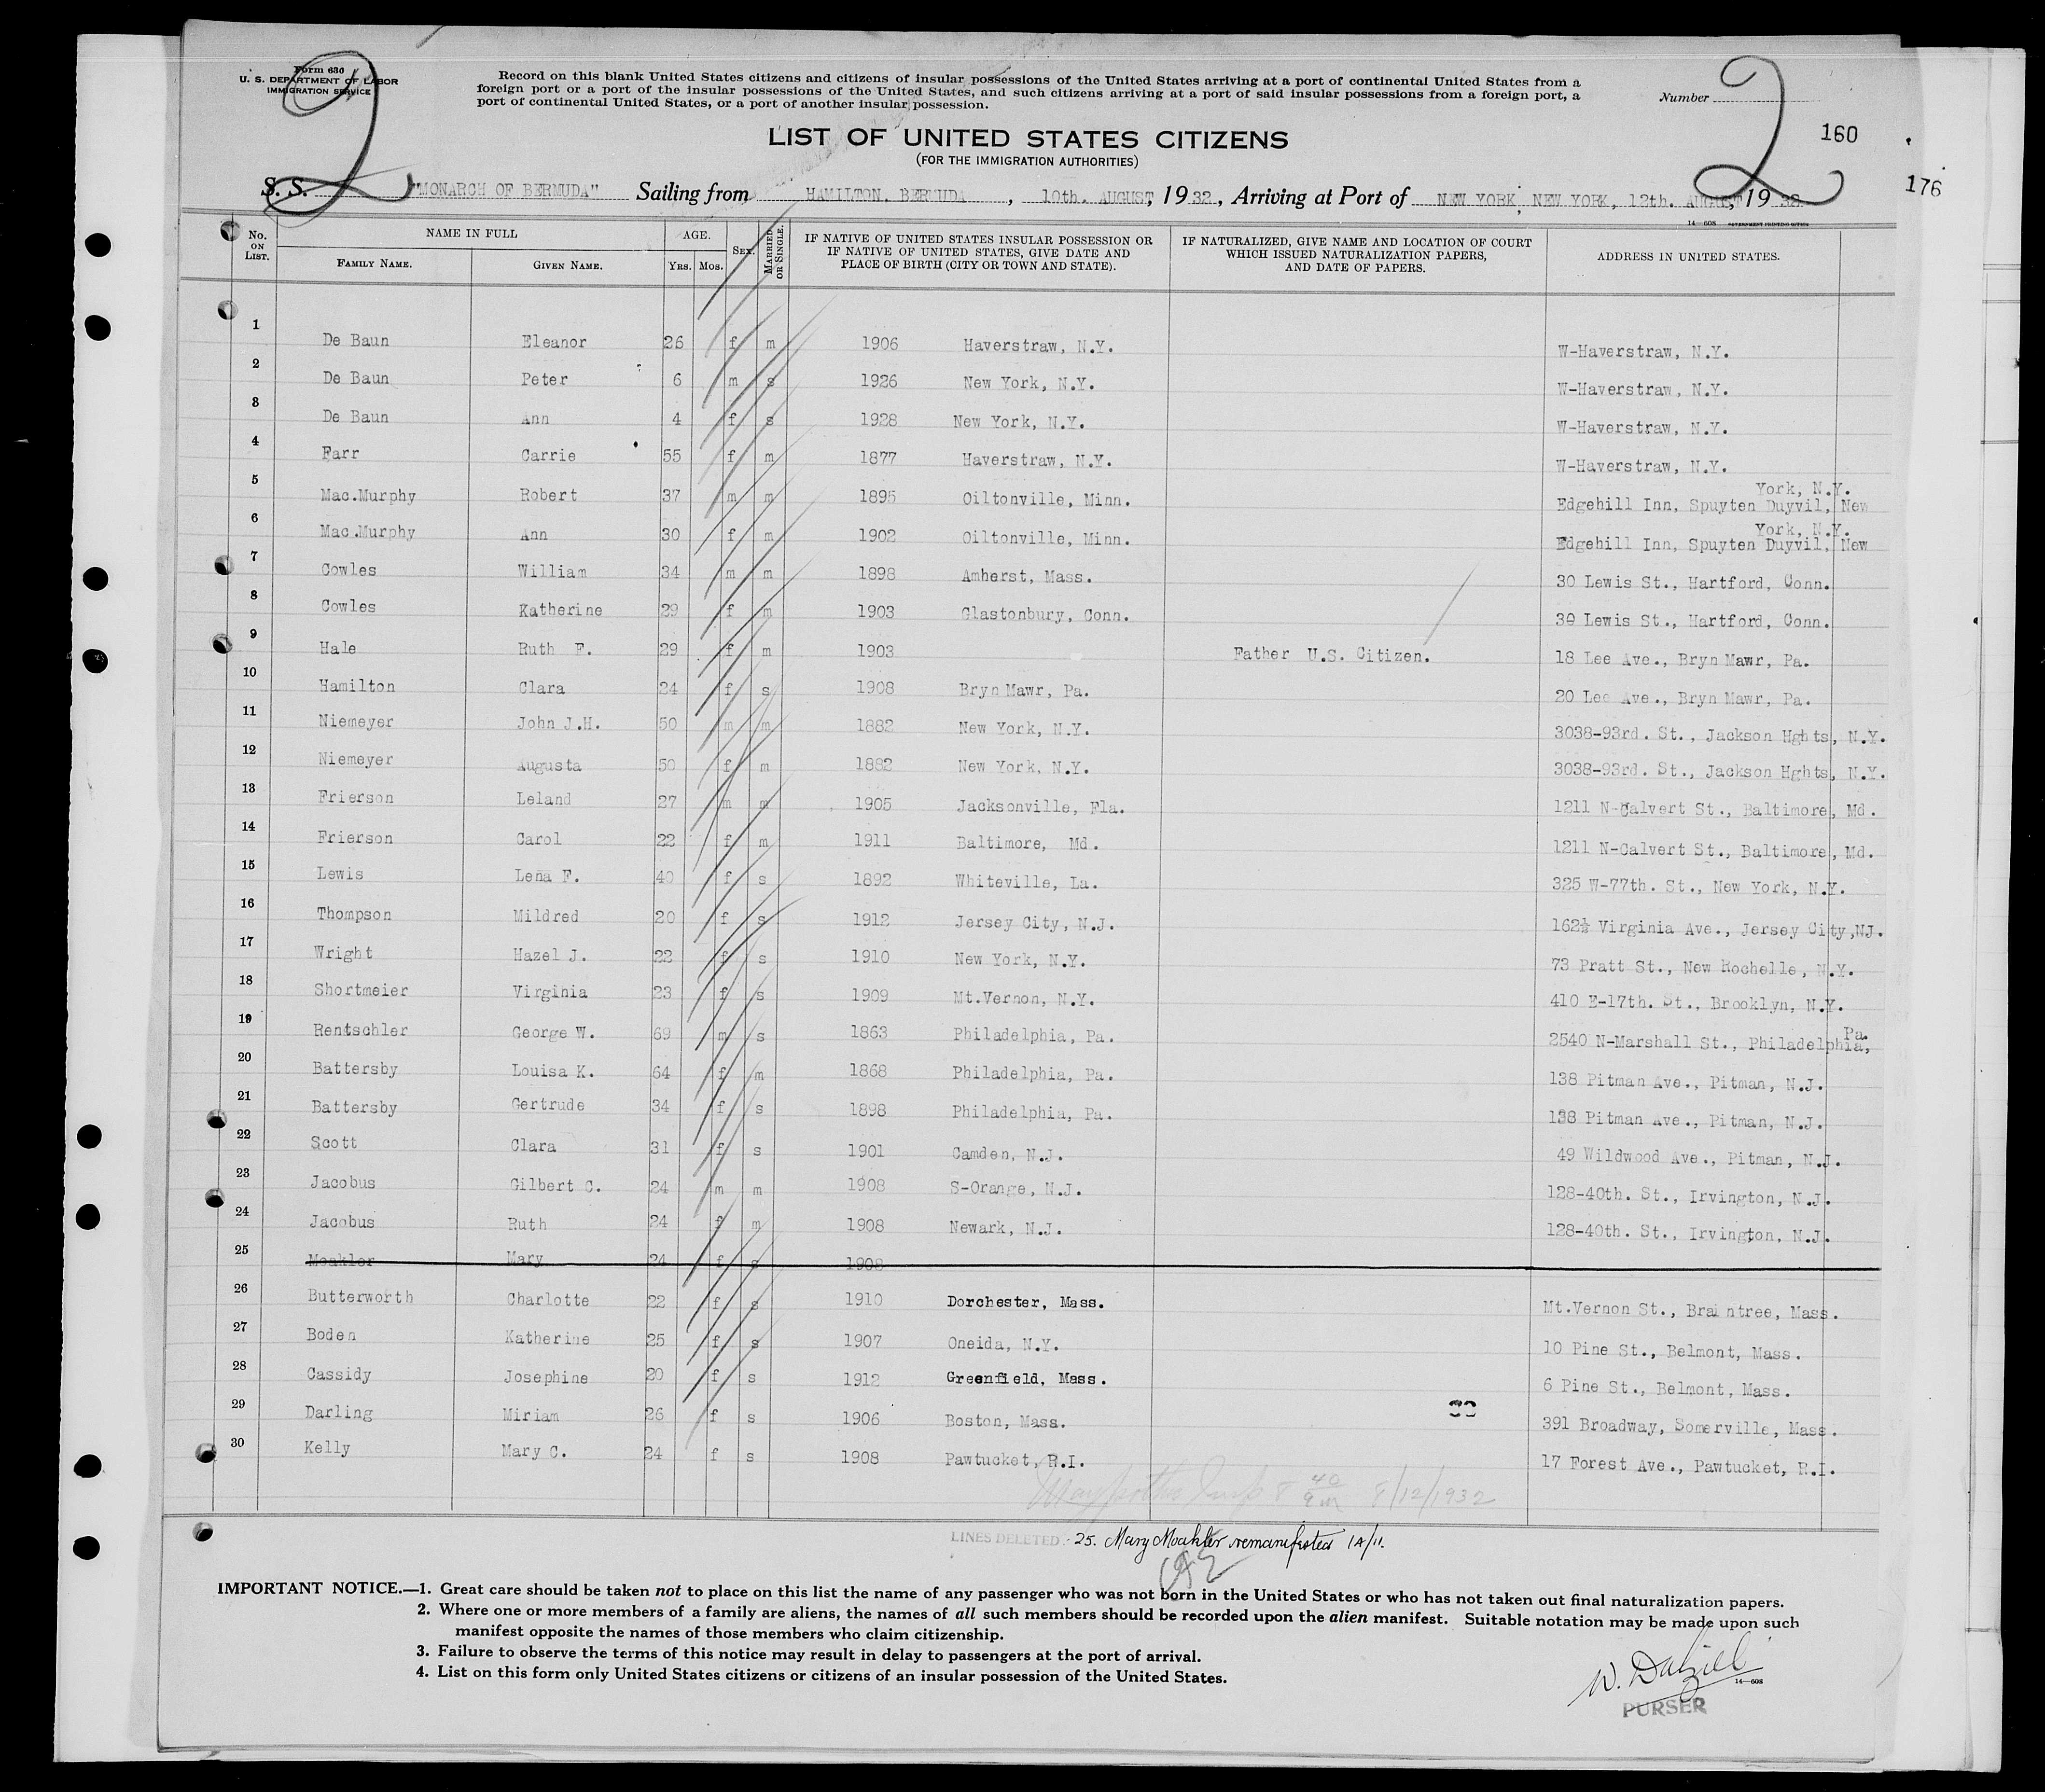 Form 630
U. S. DEPARTMENT OF LABOR
IMMIGRATION SERVICE
Record on this blank United States citizens and citizens of insular possessions of the United States arriving at a port of continental United States from a
foreign port or a port of the insular possessions of the United States, and such citizens arriving at a port of said insular possessions from a foreign port, a
port of continental United States, or a port of another insular possession.
Number
2
2
160
176
LIST OF UNITED STATES CITIZENS
(FOR THE IMMIGRATION AUTHORITIES)
S. S. "MONARCH OF BERMUDA" Sailing from HAMILTON. BERMUDA, 10th. AUGUST, 1932, Arriving at Port of NEW YORK, NEW YORK, 12th. AUGUST, 1932
14—608 GOVERNMENT PRINTING OFFICE
No. ON LIST. NAME IN FULL FAMILY NAME. GIVEN NAME. AGE. Yrs. Mos. SEX. MARRIED or SINGLE. IF NATIVE OF UNITED STATES INSULAR POSSESSION OR IF NATIVE OF UNITED STATES, GIVE DATE AND PLACE OF BIRTH (CITY OR TOWN AND STATE). IF NATURALIZED, GIVE NAME AND LOCATION OF COURT WHICH ISSUED NATURALIZATION PAPERS, AND DATE OF PAPERS. ADDRESS IN UNITED STATES.
1 De Baun Eleanor 26 f m 1906 Haverstraw, N.Y. W-Haverstraw, N.Y.
2 De Baun Peter 6 m s 1926 New York, N.Y. W-Haverstraw, N.Y.
3 De Baun Ann 4 f s 1928 New York, N.Y. W-Haverstraw, N.Y.
4 Farr Carrie 55 f m 1877 Haverstraw, N.Y. W-Haverstraw, N.Y.
5 Mac.Murphy Robert 37 m m 1895 Oiltonville, Minn. Edgehill Inn, Spuyten Duyvil, New York, N.Y.
6 Mac.Murphy Ann 30 f m 1902 Oiltonville, Minn. Edgehill Inn, Spuyten Duyvil, New York, N.Y.
7 Cowles William 34 m m 1898 Amherst, Mass. 30 Lewis St., Hartford, Conn.
8 Cowles Katherine 29 f m 1903 Glastonbury, Conn. 30 Lewis St., Hartford, Conn.
9 Hale Ruth F. 29 f m 1903 Father U.S. Citizen. 18 Lee Ave., Bryn Mawr, Pa.
10 Hamilton Clara 24 f s 1908 Bryn Mawr, Pa. 20 Lee Ave., Bryn Mawr, Pa.
11 Niemeyer John J.H. 50 m m 1882 New York, N.Y. 3038-93rd. St., Jackson Hghts, N.Y.
12 Niemeyer Augusta 50 f m 1882 New York, N.Y. 3038-93rd. St., Jackson Hghts, N.Y.
13 Frierson Leland 27 m m 1905 Jacksonville, Fla. 1211 N-Calvert St., Baltimore, Md.
14 Frierson Carol 22 f m 1911 Baltimore, Md. 1211 N-Calvert St., Baltimore, Md.
15 Lewis Lena F. 40 f s 1892 Whiteville, La. 325 W-77th. St., New York, N.Y.
16 Thompson Mildred 20 f s 1912 Jersey City, N.J. 162½ Virginia Ave., Jersey City,NJ.
17 Wright Hazel J. 22 f s 1910 New York, N.Y. 73 Pratt St., New Rochelle, N.Y.
18 Shortmeier Virginia 23 f s 1909 Mt.Vernon, N.Y. 410 E-17th. St., Brooklyn, N.Y.
19 Rentschler George W. 69 m s 1863 Philadelphia, Pa. 2540 N-Marshall St., Philadelphia, Pa.
20 Battersby Louisa K. 64 f m 1868 Philadelphia, Pa. 138 Pitman Ave., Pitman, N.J.
21 Battersby Gertrude 34 f s 1898 Philadelphia, Pa. 138 Pitman Ave., Pitman, N.J.
22 Scott Clara 31 f s 1901 Camden, N.J. 49 Wildwood Ave., Pitman, N.J.
23 Jacobus Gilbert C. 24 m m 1908 S-Orange, N.J. 128-40th. St., Irvington, N.J.
24 Jacobus Ruth 24 f m 1908 Newark, N.J. 128-40th. St., Irvington, N.J.
25 Moakler Mary 24 f s 1908
26 Butterworth Charlotte 22 f s 1910 Dorchester, Mass. Mt.Vernon St., Braintree, Mass.
27 Boden Katherine 25 f s 1907 Oneida, N.Y. 10 Pine St., Belmont, Mass.
28 Cassidy Josephine 20 f s 1912 Greenfield, Mass. 6 Pine St., Belmont, Mass.
29 Darling Miriam 26 f s 1906 Boston, Mass. 391 Broadway, Somerville, Mass.
30 Kelly Mary C. 24 f s 1908 Pawtucket, R.I. 17 Forest Ave., Pawtucket, R.I.
8/12/1932
LINES DELETED:- 25. Mary Moakler remanifested 14/11.
IMPORTANT NOTICE.—1. Great care should be taken not to place on this list the name of any passenger who was not born in the United States or who has not taken out final naturalization papers.
2. Where one or more members of a family are aliens, the names of all such members should be recorded upon the alien manifest. Suitable notation may be made upon such
manifest opposite the names of those members who claim citizenship.
3. Failure to observe the terms of this notice may result in delay to passengers at the port of arrival.
4. List on this form only United States citizens or citizens of an insular possession of the United States.
W. Dalziel
14—608
PURSER